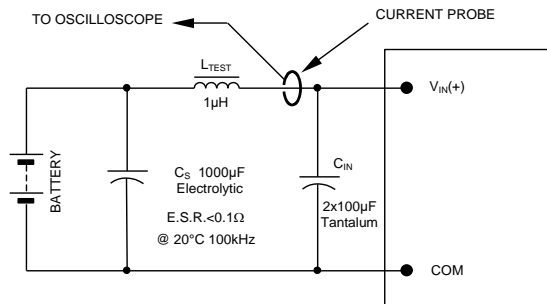 TO OSCILLOSCOPE
CURRENT PROBE
LTEST
1µH
VIN(+)
BATTERY
CS 1000µF
Electrolytic
E.S.R.<0.1Ω
@ 20°C 100kHz
CIN
2x100µF
Tantalum
COM